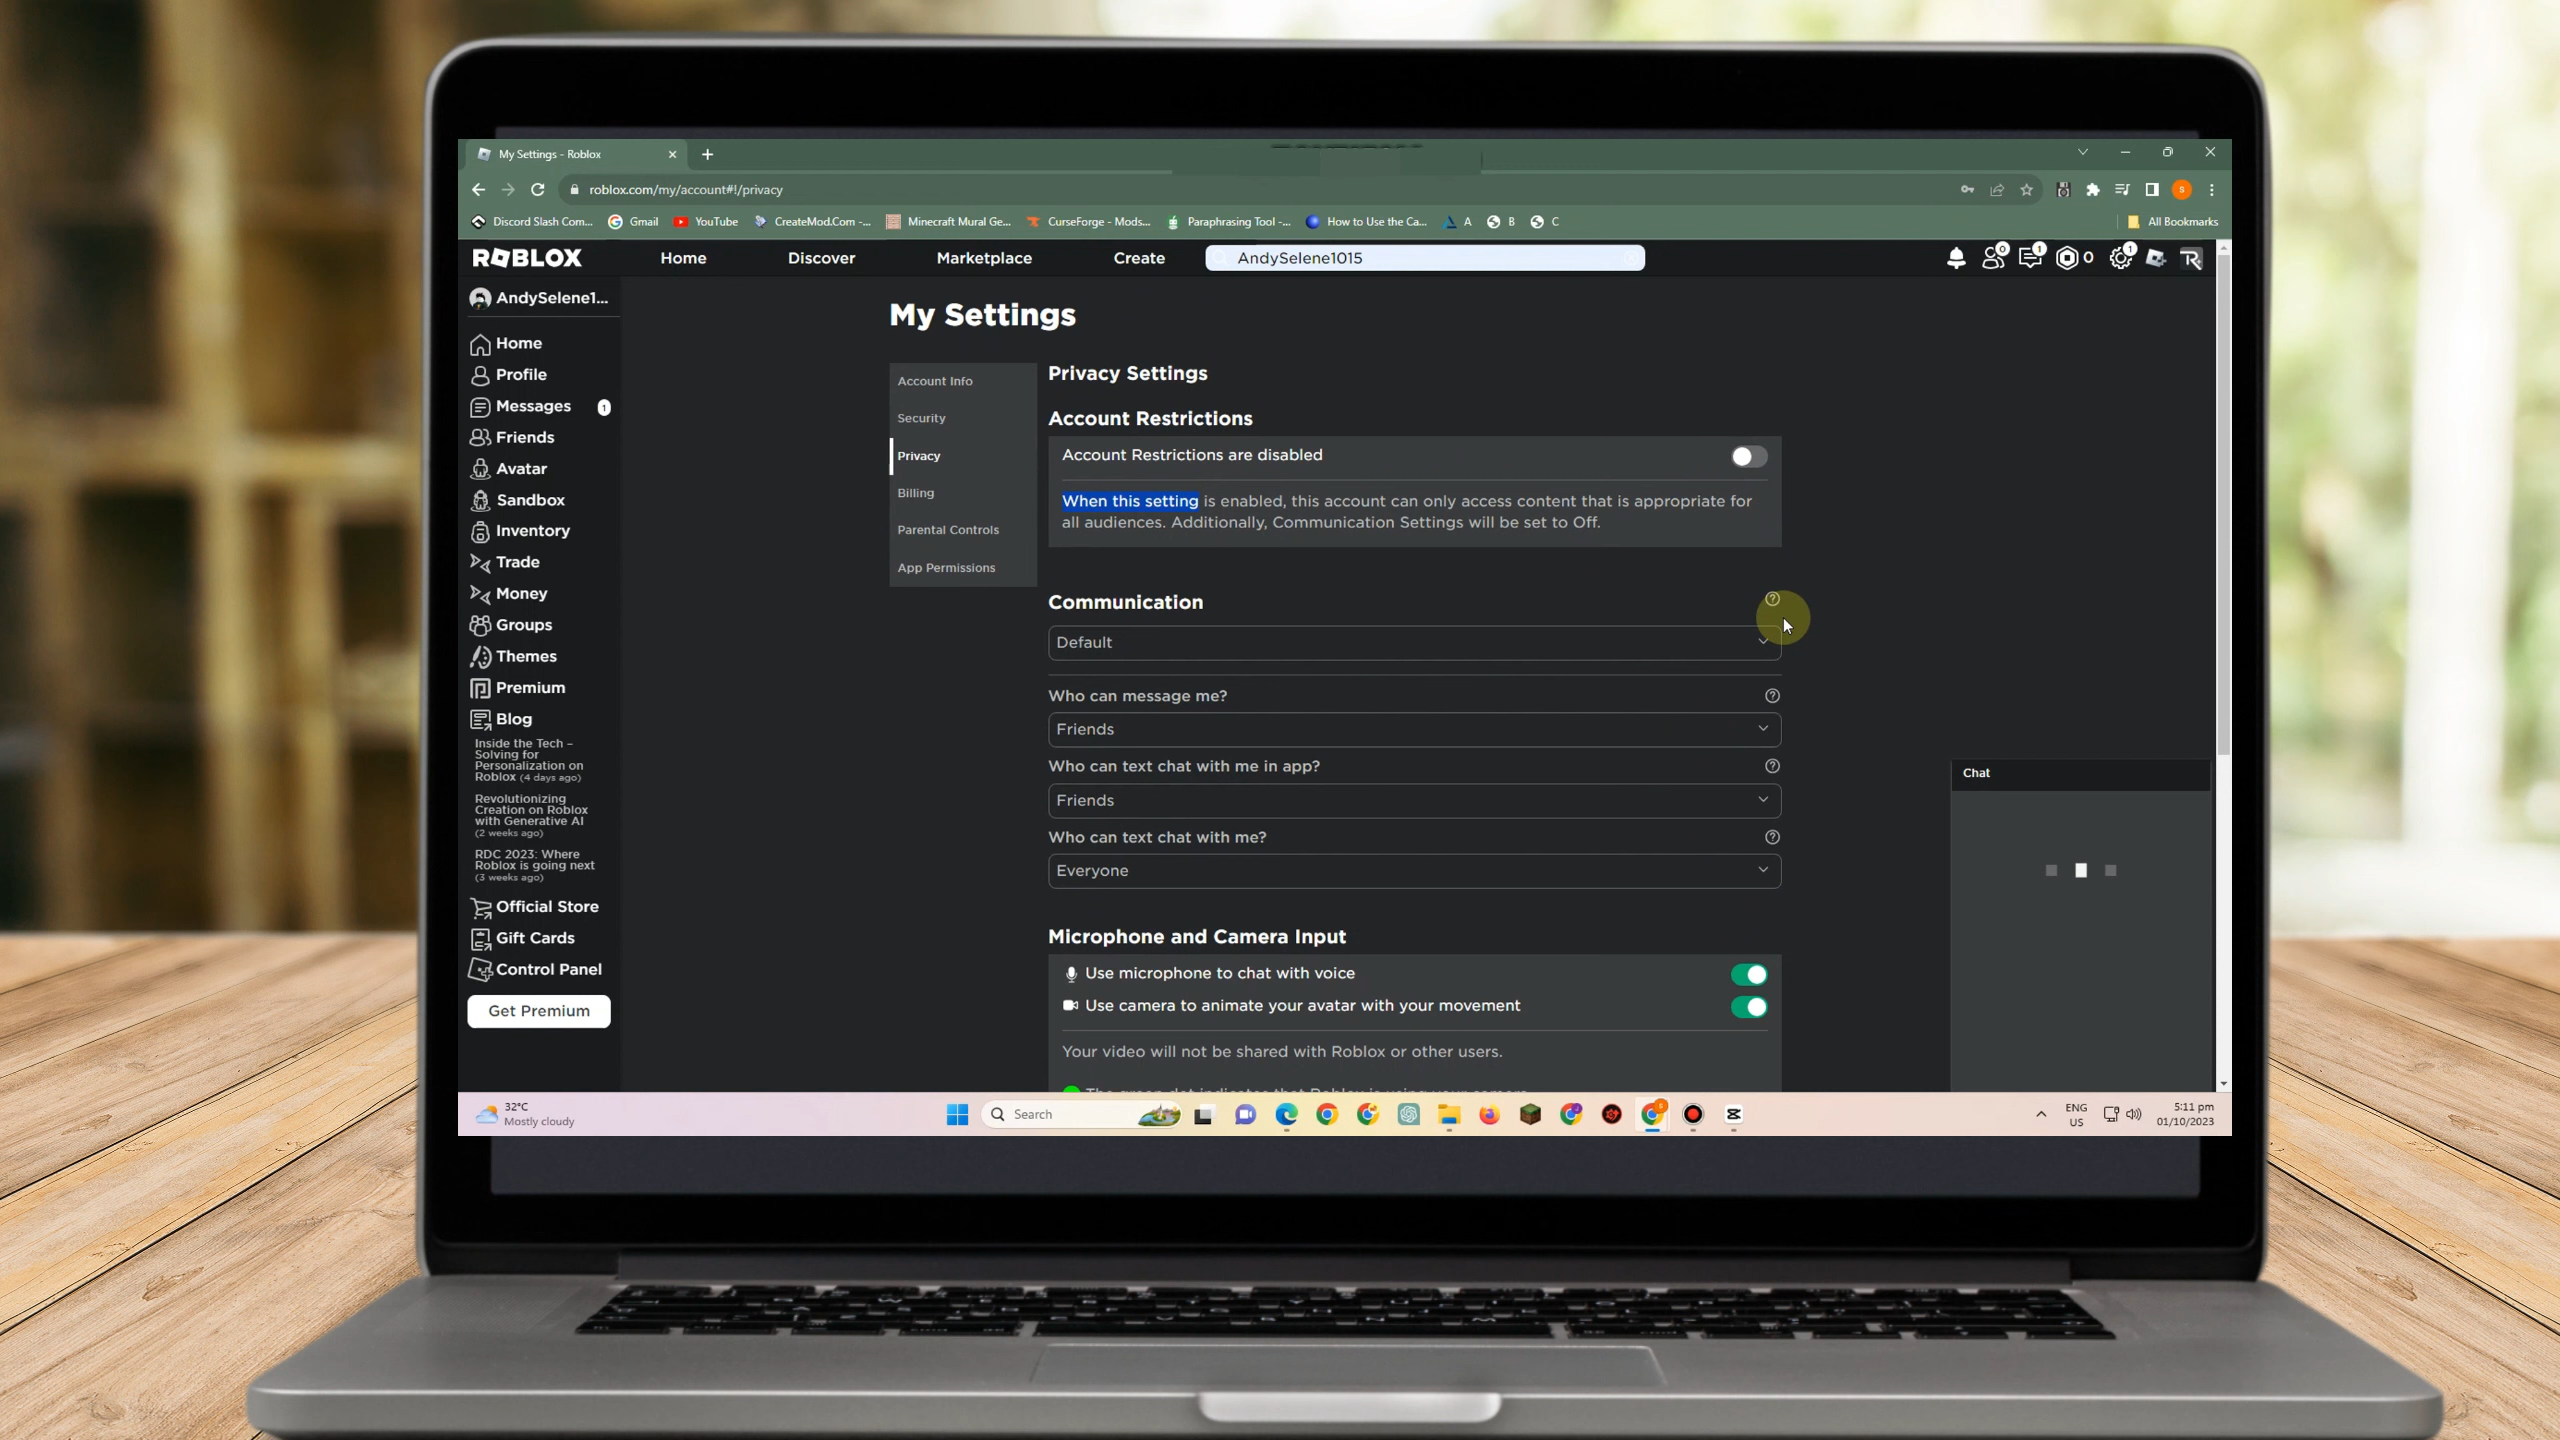 My Settings - Roblox
roblox.com/my/account#!/privacy
Discord Slash Com... Gmail YouTube CreateMod.Com -... Minecraft Mural Ge... CurseForge - Mods... Paraphrasing Tool -... How to Use the Ca... A B C All Bookmarks
ROBLOX Home Discover Marketplace Create AndySelene1015 0 1 0 1
AndySelene1...
Home
Profile
Messages 1
Friends
Avatar
Sandbox
Inventory
Trade
Money
Groups
Themes
Premium
Blog
Inside the Tech –
Solving for
Personalization on
Roblox (4 days ago)
Revolutionizing
Creation on Roblox
with Generative AI
(2 weeks ago)
RDC 2023: Where
Roblox is going next
(3 weeks ago)
Official Store
Gift Cards
Control Panel
Get Premium
My Settings
Account Info
Security
Privacy
Billing
Parental Controls
App Permissions
Privacy Settings
Account Restrictions
Account Restrictions are disabled
When this setting is enabled, this account can only access content that is appropriate for
all audiences. Additionally, Communication Settings will be set to Off.
Communication
Default
Who can message me?
Friends
Who can text chat with me in app?
Friends
Who can text chat with me?
Everyone
Microphone and Camera Input
Use microphone to chat with voice
Use camera to animate your avatar with your movement
Your video will not be shared with Roblox or other users.
Chat
32°C
Mostly cloudy
Search
ENG
US
5:11 pm
01/10/2023